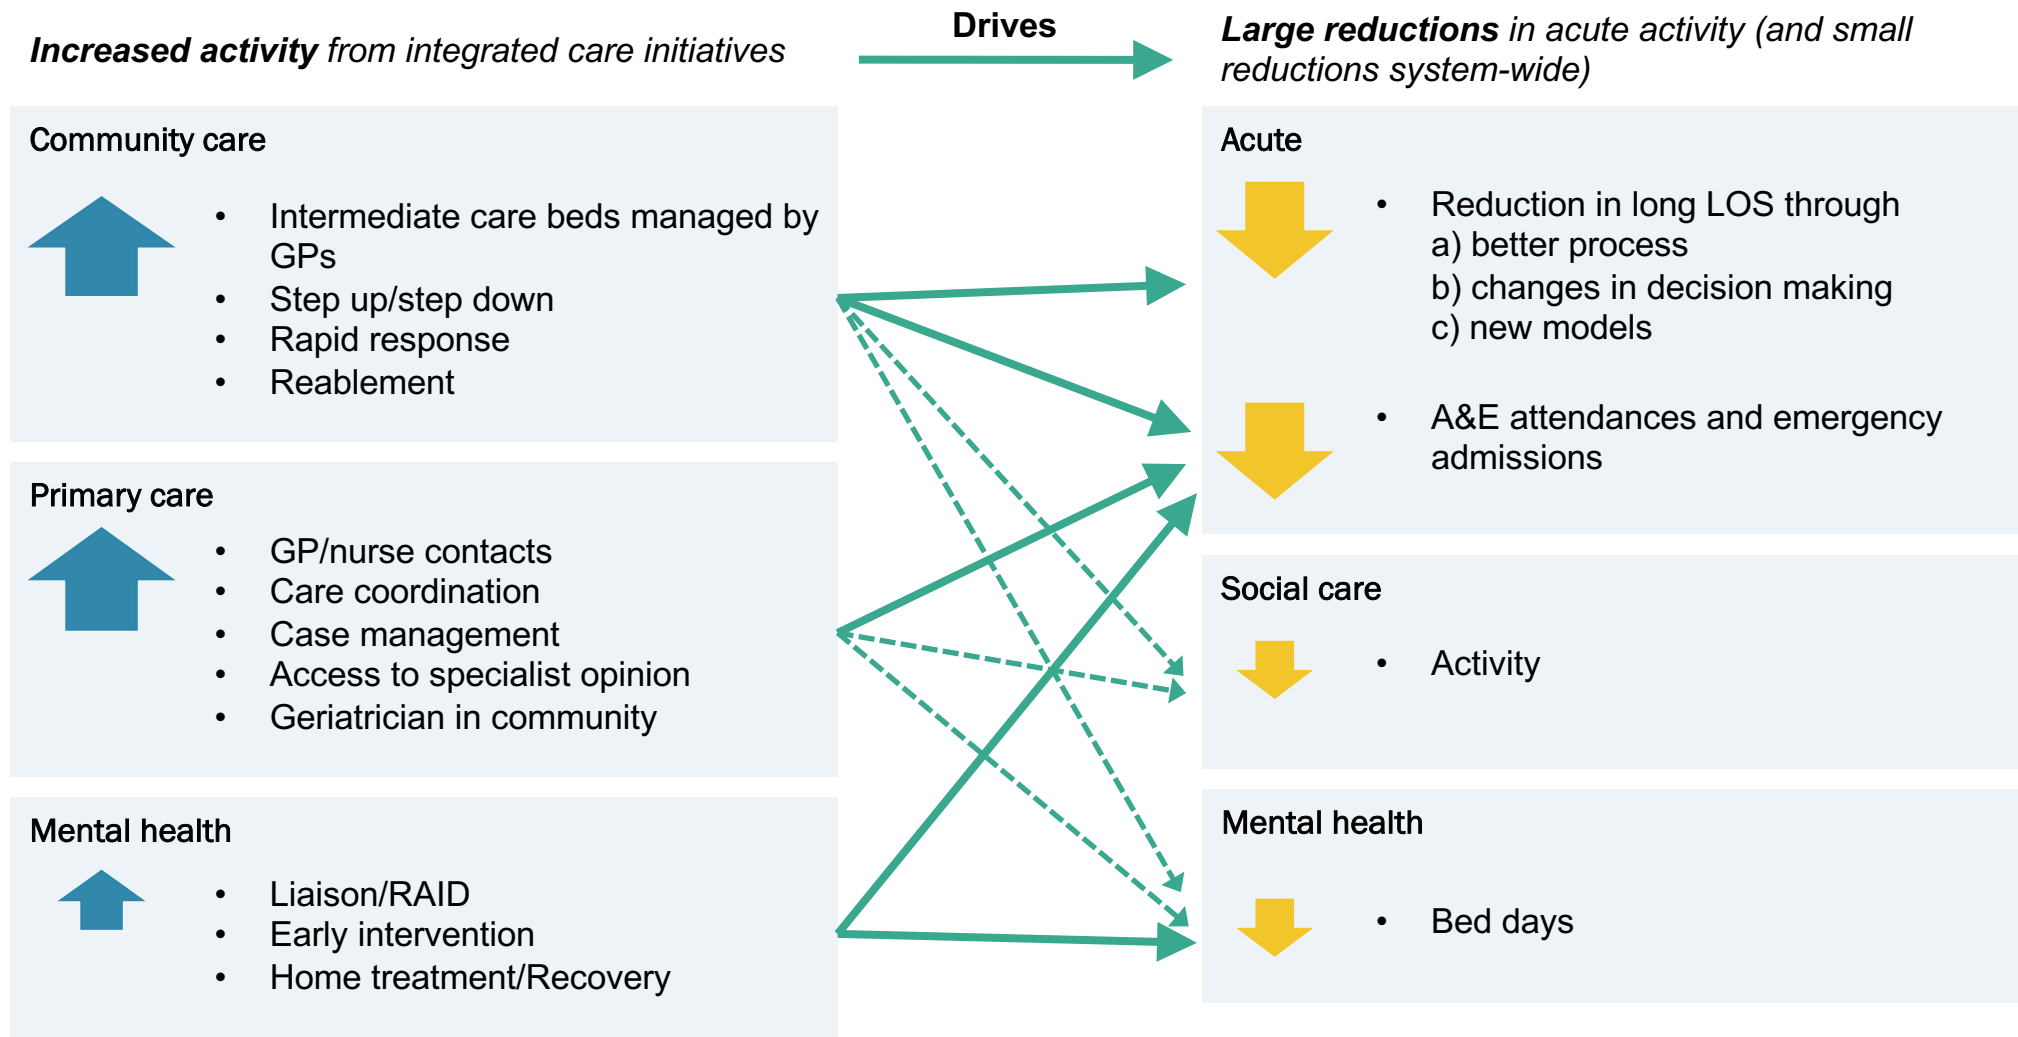 Increased activity from integrated care initiatives
Drives
Large reductions in acute activity (and small
reductions system-wide)
Community care
• Intermediate care beds managed by
GPs
• Step up/step down
• Rapid response
• Reablement
Primary care
• GP/nurse contacts
• Care coordination
• Case management
• Access to specialist opinion
• Geriatrician in community
Mental health
• Liaison/RAID
• Early intervention
• Home treatment/Recovery
Acute
• Reduction in long LOS through
a) better process
b) changes in decision making
c) new models
• A&E attendances and emergency
admissions
Social care
• Activity
Mental health
• Bed days